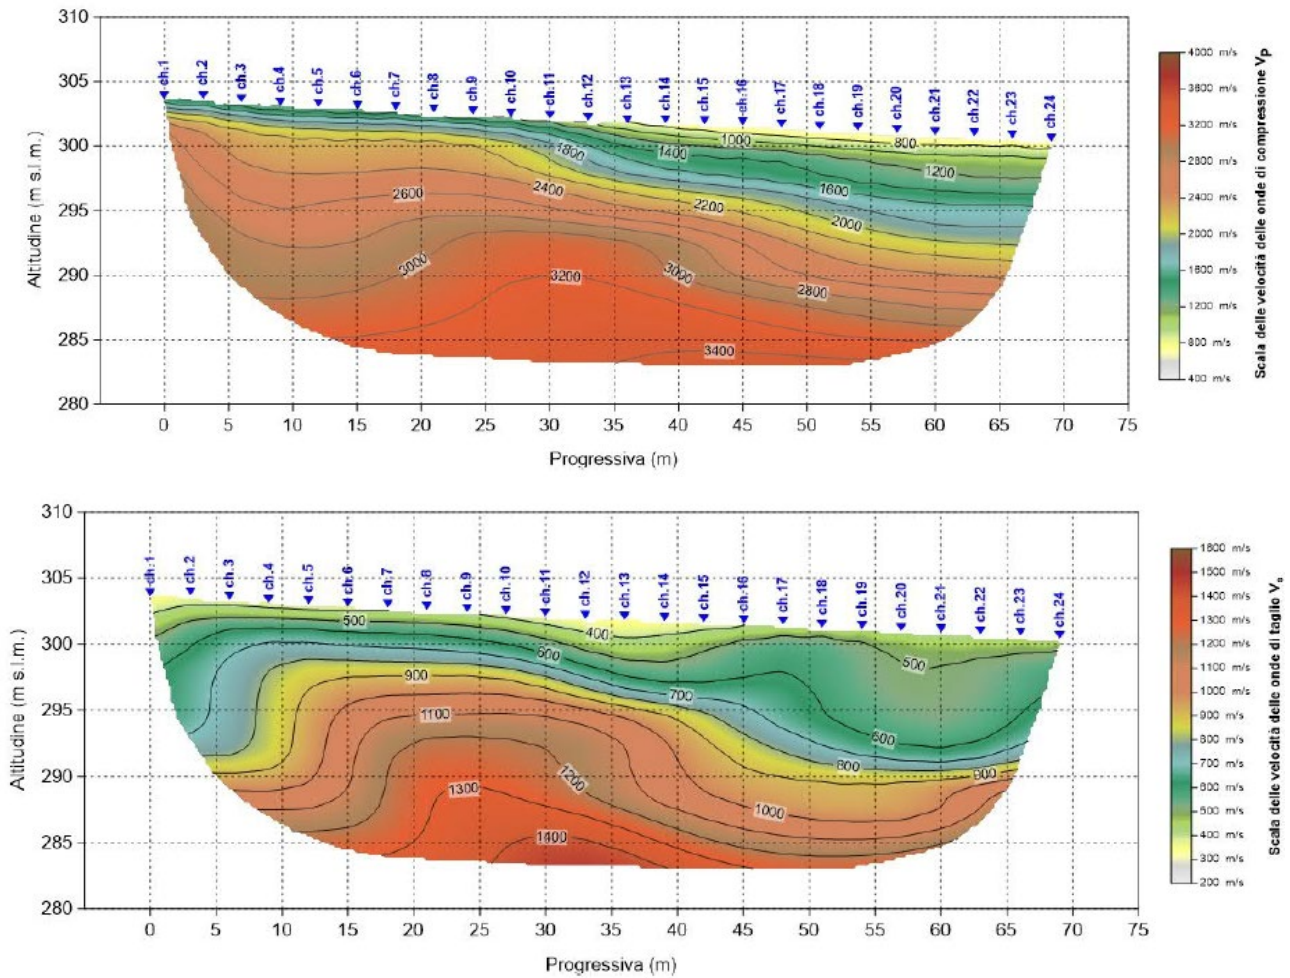 310
305
300
295
290
285
280
Altitudine (m s.l.m.)
ch.1 ch.2 ch.3 ch.4 ch.5 ch.6 ch.7 ch.8 ch.9 ch.10 ch.11 ch.12 ch.13 ch.14 ch.15 ch.16 ch.17 ch.18 ch.19 ch.20 ch.21 ch.22 ch.23 ch.24
1000 800
1800 1400 1200
2600 2400 2200 1600
2000
3000 3200 3000 2800
3400
0 5 10 15 20 25 30 35 40 45 50 55 60 65 70 75
Progressiva (m)
4000 m/s
3600 m/s
3200 m/s
2800 m/s
2400 m/s
2000 m/s
1600 m/s
1200 m/s
800 m/s
400 m/s
Scala delle velocità delle onde di compressione Vp
310
305
300
295
290
285
280
Altitudine (m s.l.m.)
ch.1 ch.2 ch.3 ch.4 ch.5 ch.6 ch.7 ch.8 ch.9 ch.10 ch.11 ch.12 ch.13 ch.14 ch.15 ch.16 ch.17 ch.18 ch.19 ch.20 ch.24 ch.22 ch.23 ch.24
500 400
600 500
900 700
1100 600
800
1200 900
1300 1000
1400
0 5 10 15 20 25 30 35 40 45 50 55 60 65 70 75
Progressiva (m)
1600 m/s
1500 m/s
1400 m/s
1300 m/s
1200 m/s
1100 m/s
1000 m/s
900 m/s
800 m/s
700 m/s
600 m/s
500 m/s
400 m/s
300 m/s
200 m/s
Scala delle velocità delle onde di taglio Vs